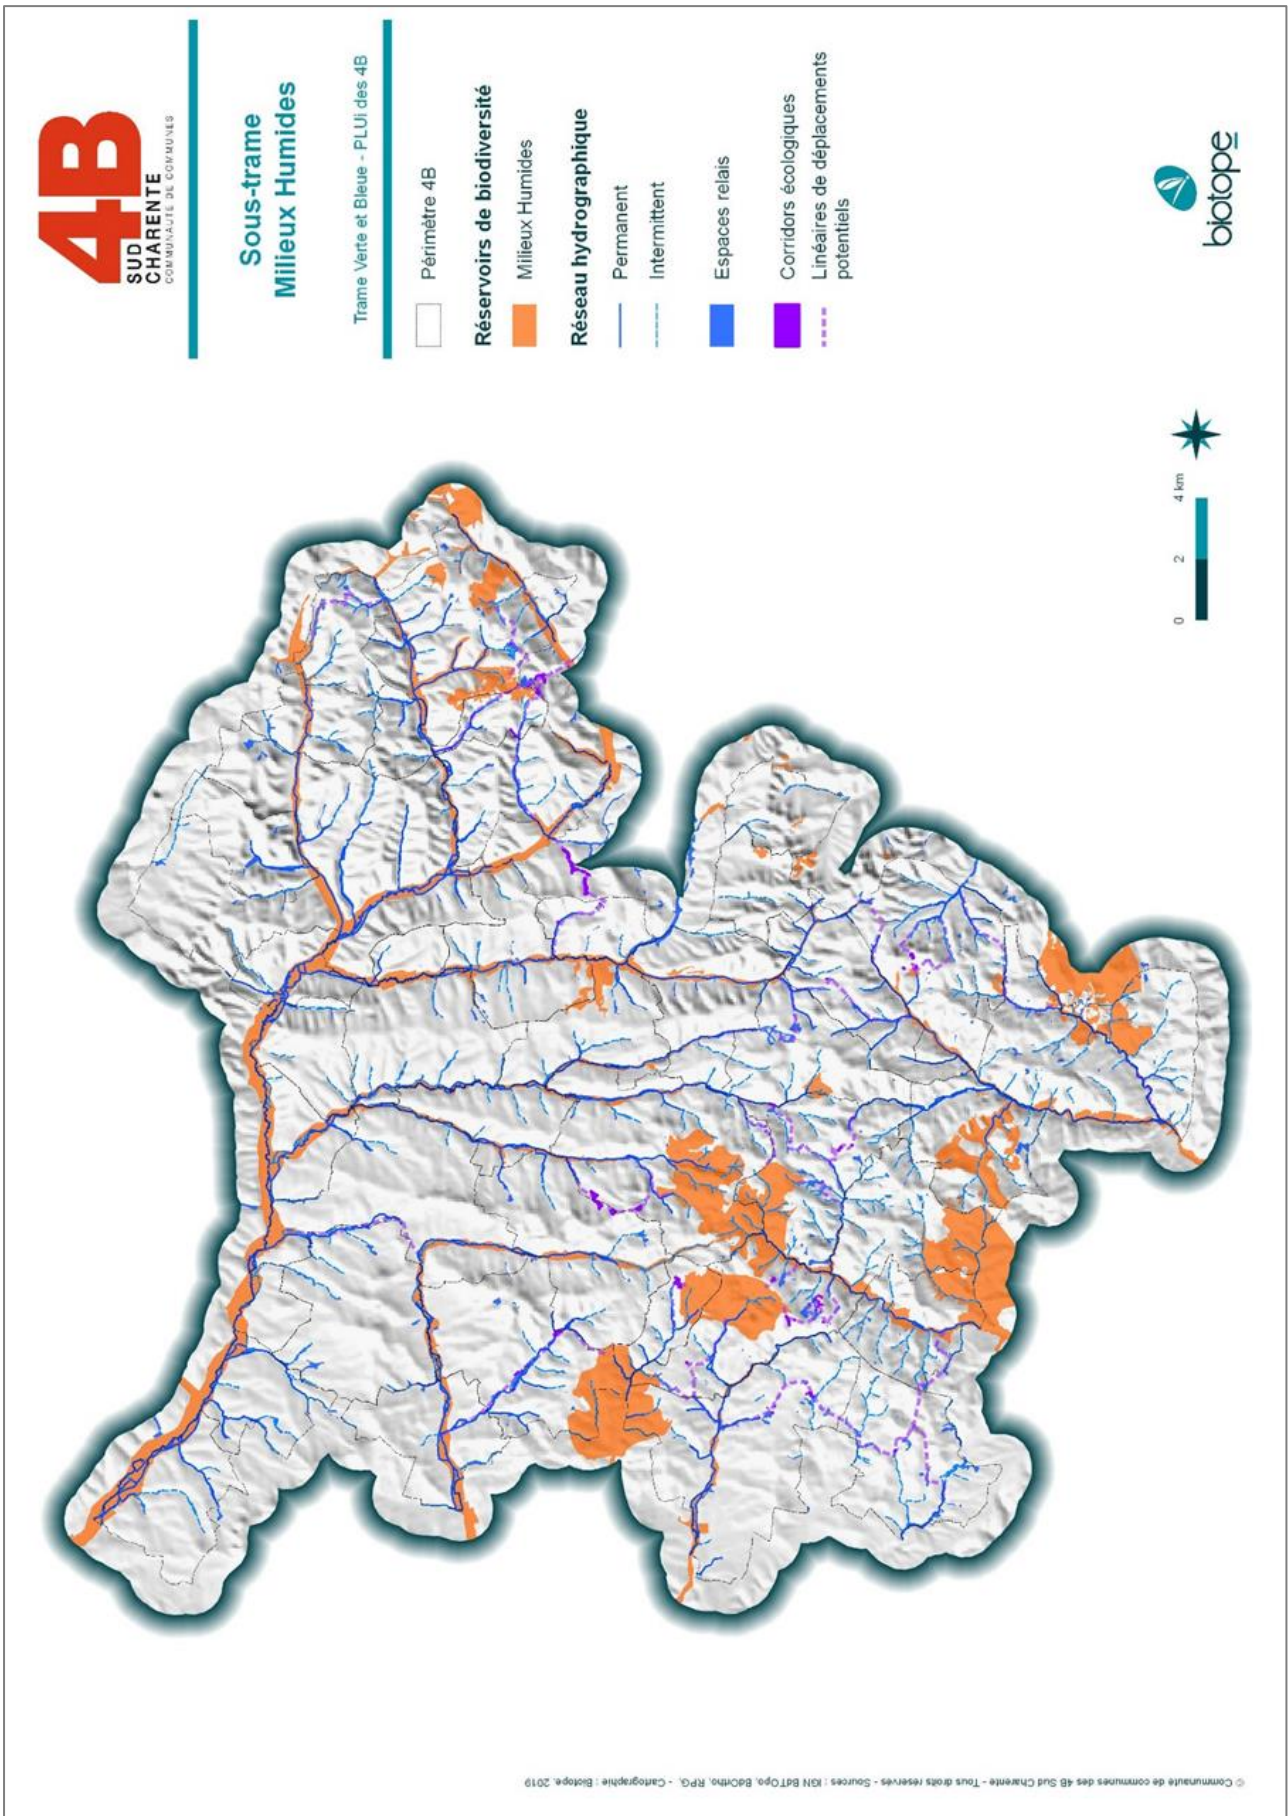 4B
SUD
CHARENTE
COMMUNAUTÉ DE COMMUNES
Sous-trame
Milieux Humides
Trame Verte et Bleue - PLUi des 4B
Périmètre 4B
Réservoirs de biodiversité
Milieux Humides
Réseau hydrographique
Permanent
Intermittent
Espaces relais
Corridors écologiques
Linéaires de déplacements
potentiels
0 2 4 km
biotope
© Communauté de communes des 4B Sud Charente - Tous droits réservés - Sources : IGN BdTOpo, BdOrtho, RPG, - Cartographie : Biotope, 2019